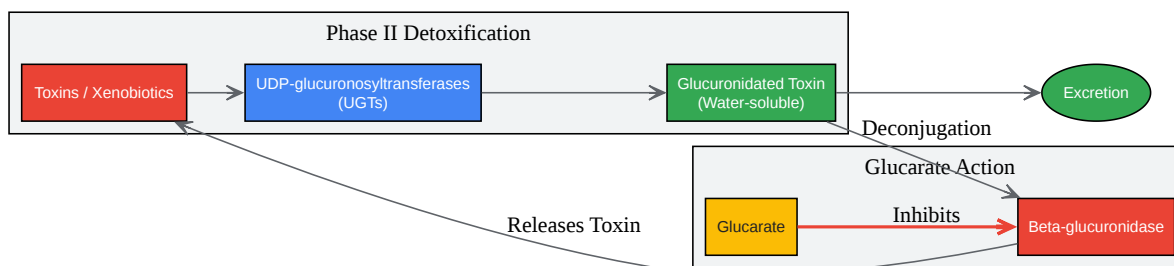 Phase II Detoxification
Toxins / Xenobiotics
UDP-glucuronosyltransferases
(UGTs)
Glucuronidated Toxin
(Water-soluble)
Excretion
Deconjugation
Glucarate Action
Glucarate
Inhibits
Beta-glucuronidase
Releases Toxin